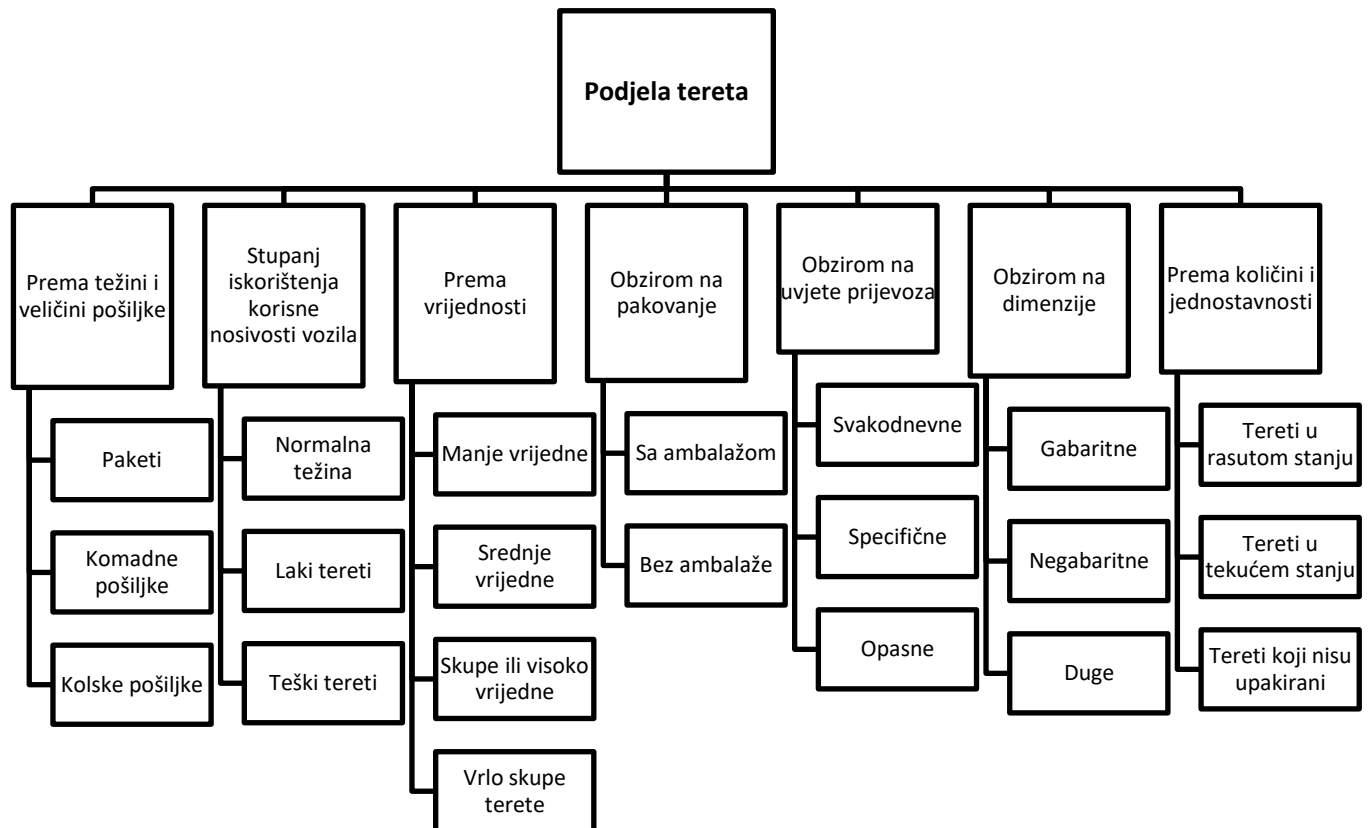 Podjela tereta
Prema težini i
veličini pošiljke
Stupanj
iskorištenja
korisne
nosivosti vozila
Prema
vrijednosti
Obzirom na
pakovanje
Obzirom na
uvjete prijevoza
Obzirom na
dimenzije
Prema količini i
jednostavnosti
Paketi
Komadne
pošiljke
Kolske pošiljke
Normalna
težina
Laki tereti
Teški tereti
Manje vrijedne
Srednje
vrijedne
Skupe ili visoko
vrijedne
Vrlo skupe
terete
Sa ambalažom
Bez ambalaže
Svakodnevne
Specifične
Opasne
Gabaritne
Negabaritne
Duge
Tereti u
rasutom stanju
Tereti u
tekućem stanju
Tereti koji nisu
upakirani